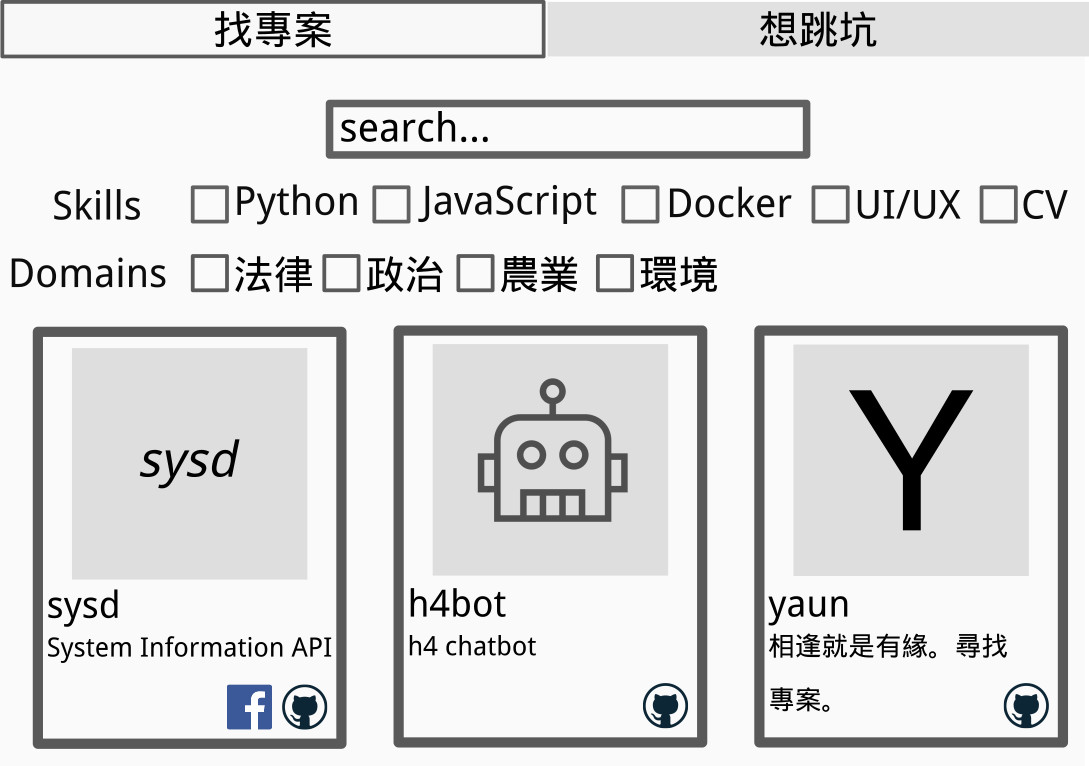 找專案 想跳坑
search...
Skills Python JavaScript Docker UI/UX CV
Domains 法律 政治 農業 環境
sysd
Y
sysd
System Information API
h4bot
h4 chatbot
yaun
相逢就是有緣。尋找
專案。